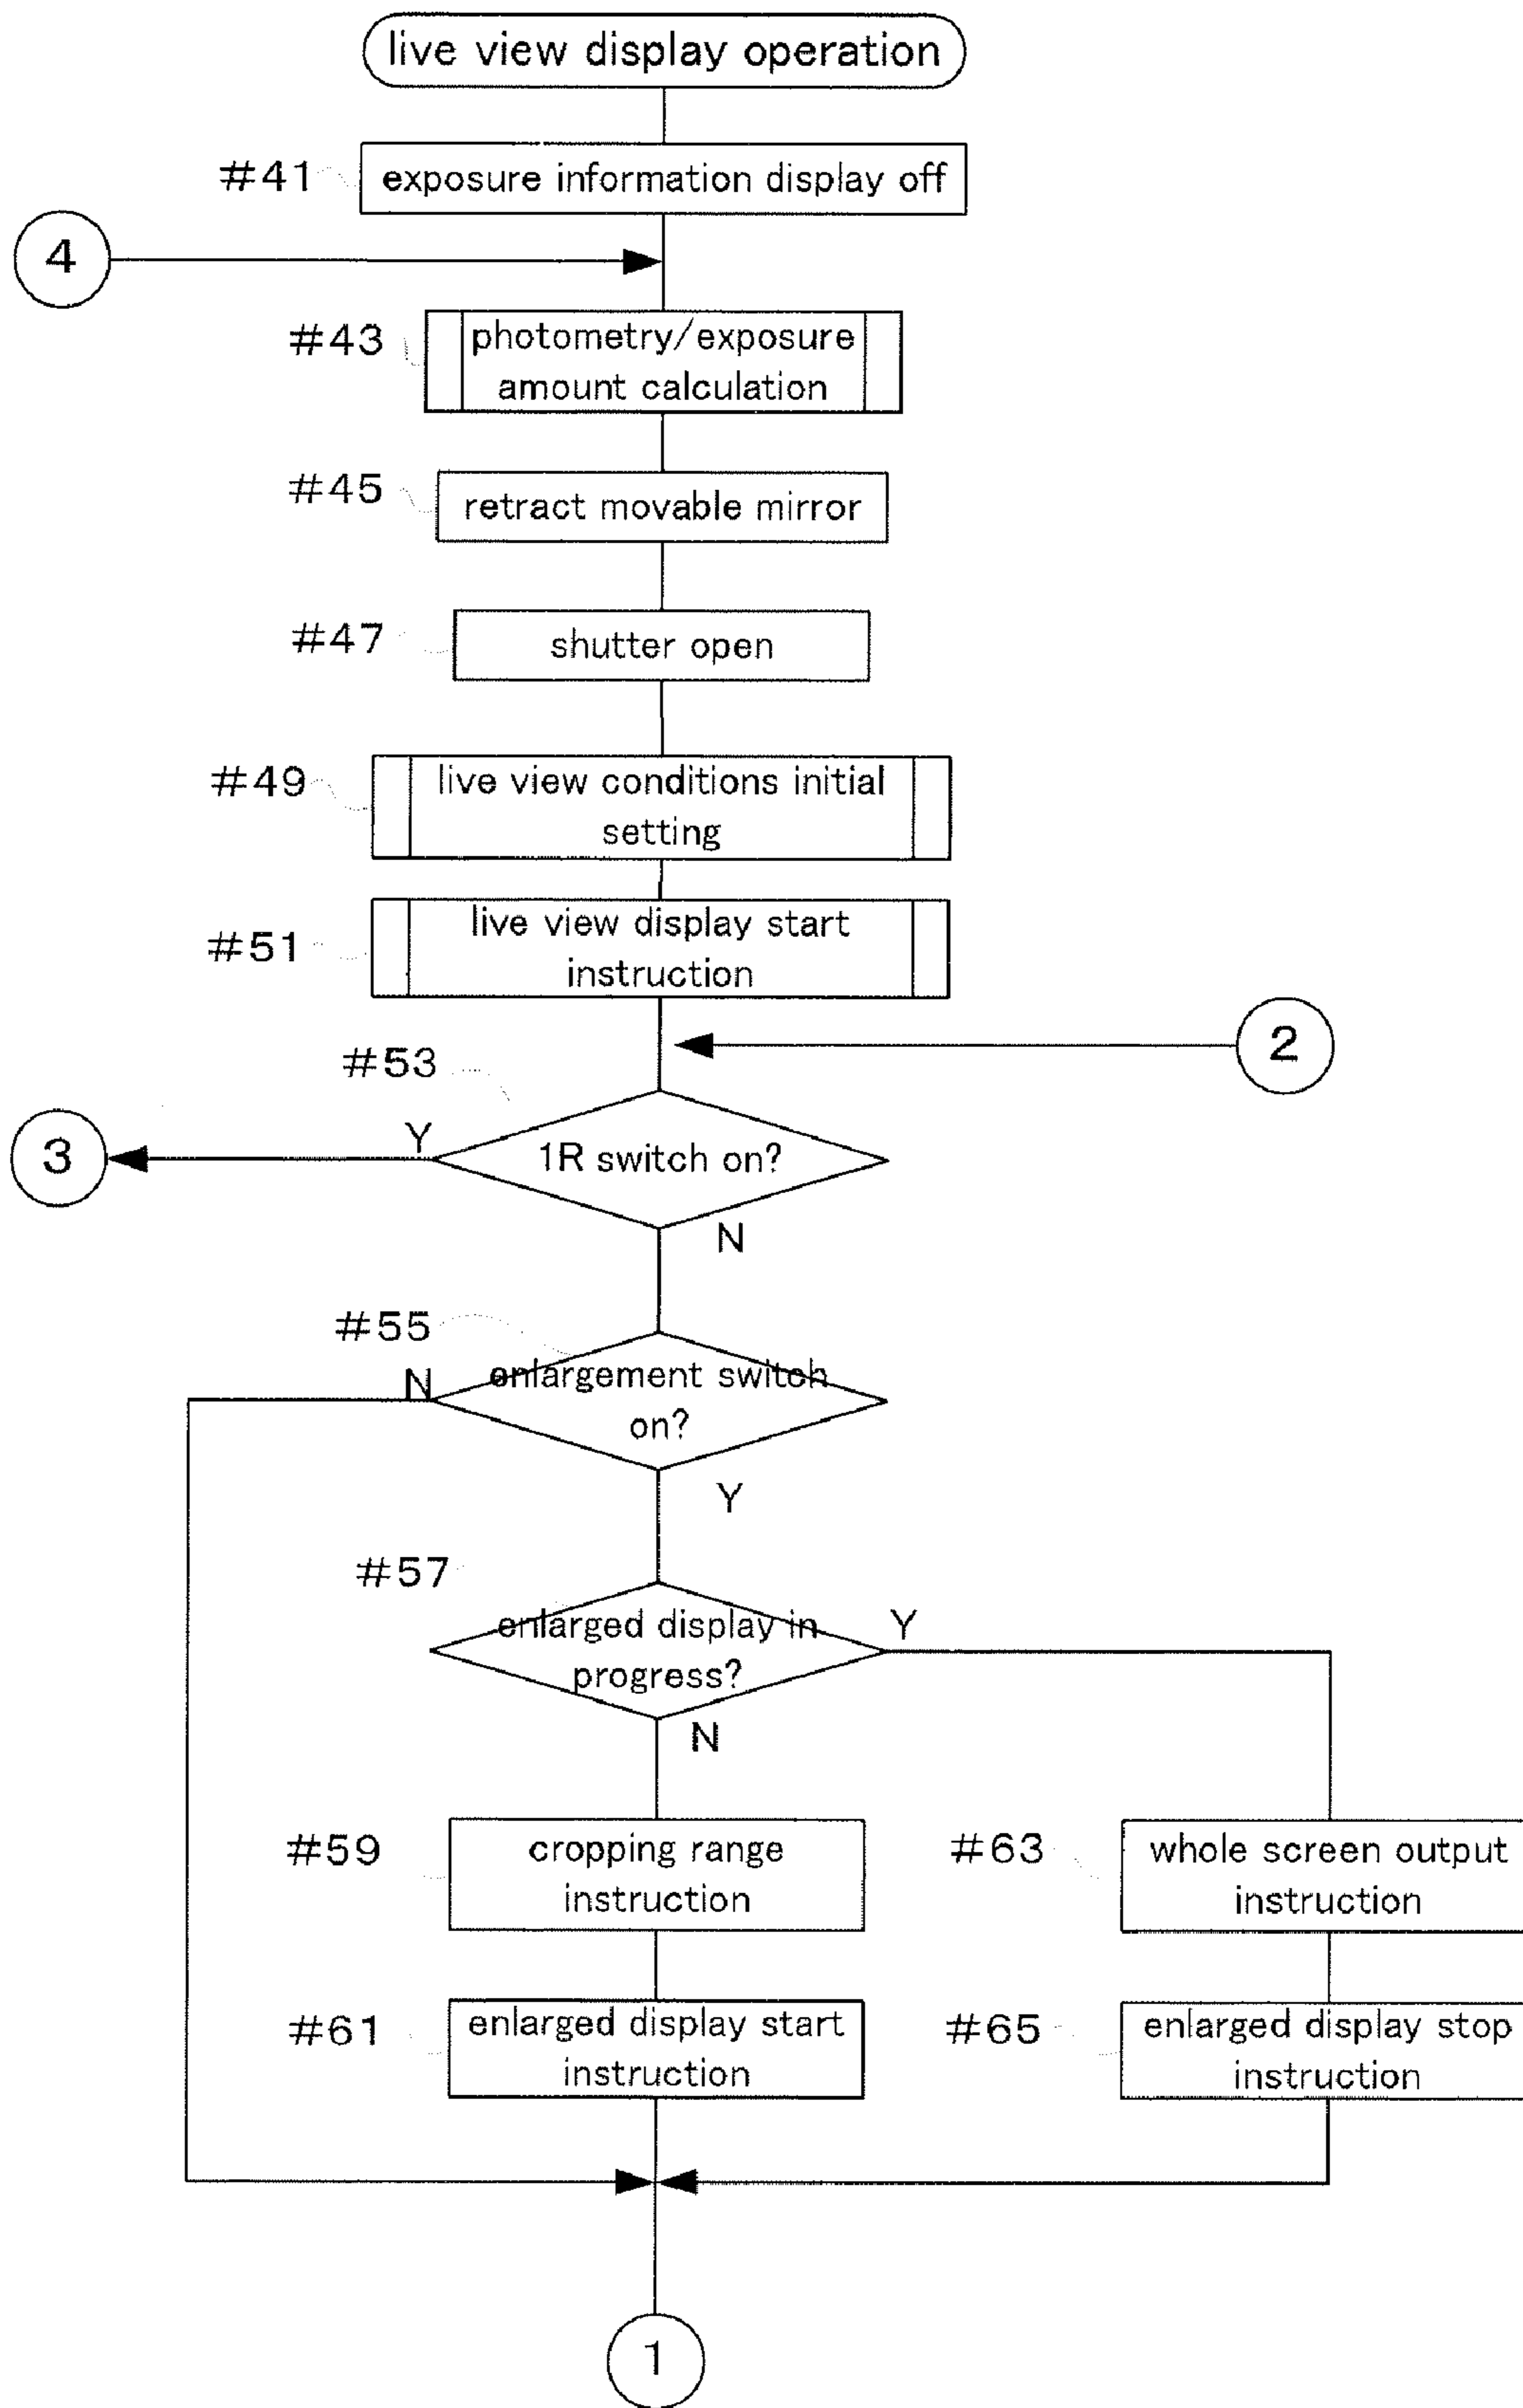 live view display operation
#41
exposure information display off
4
#43
photometry/exposure
amount calculation
#45
retract movable mirror
#47
shutter open
#49
live view conditions initial
setting
#51
live view display start
instruction
2
#53
3
Y
1R switch on?
N
#55
N
enlargement switch
on?
Y
#57
enlarged display in
progress?
Y
N
#59
cropping range
instruction
#63
whole screen output
instruction
#61
enlarged display start
instruction
#65
enlarged display stop
instruction
1